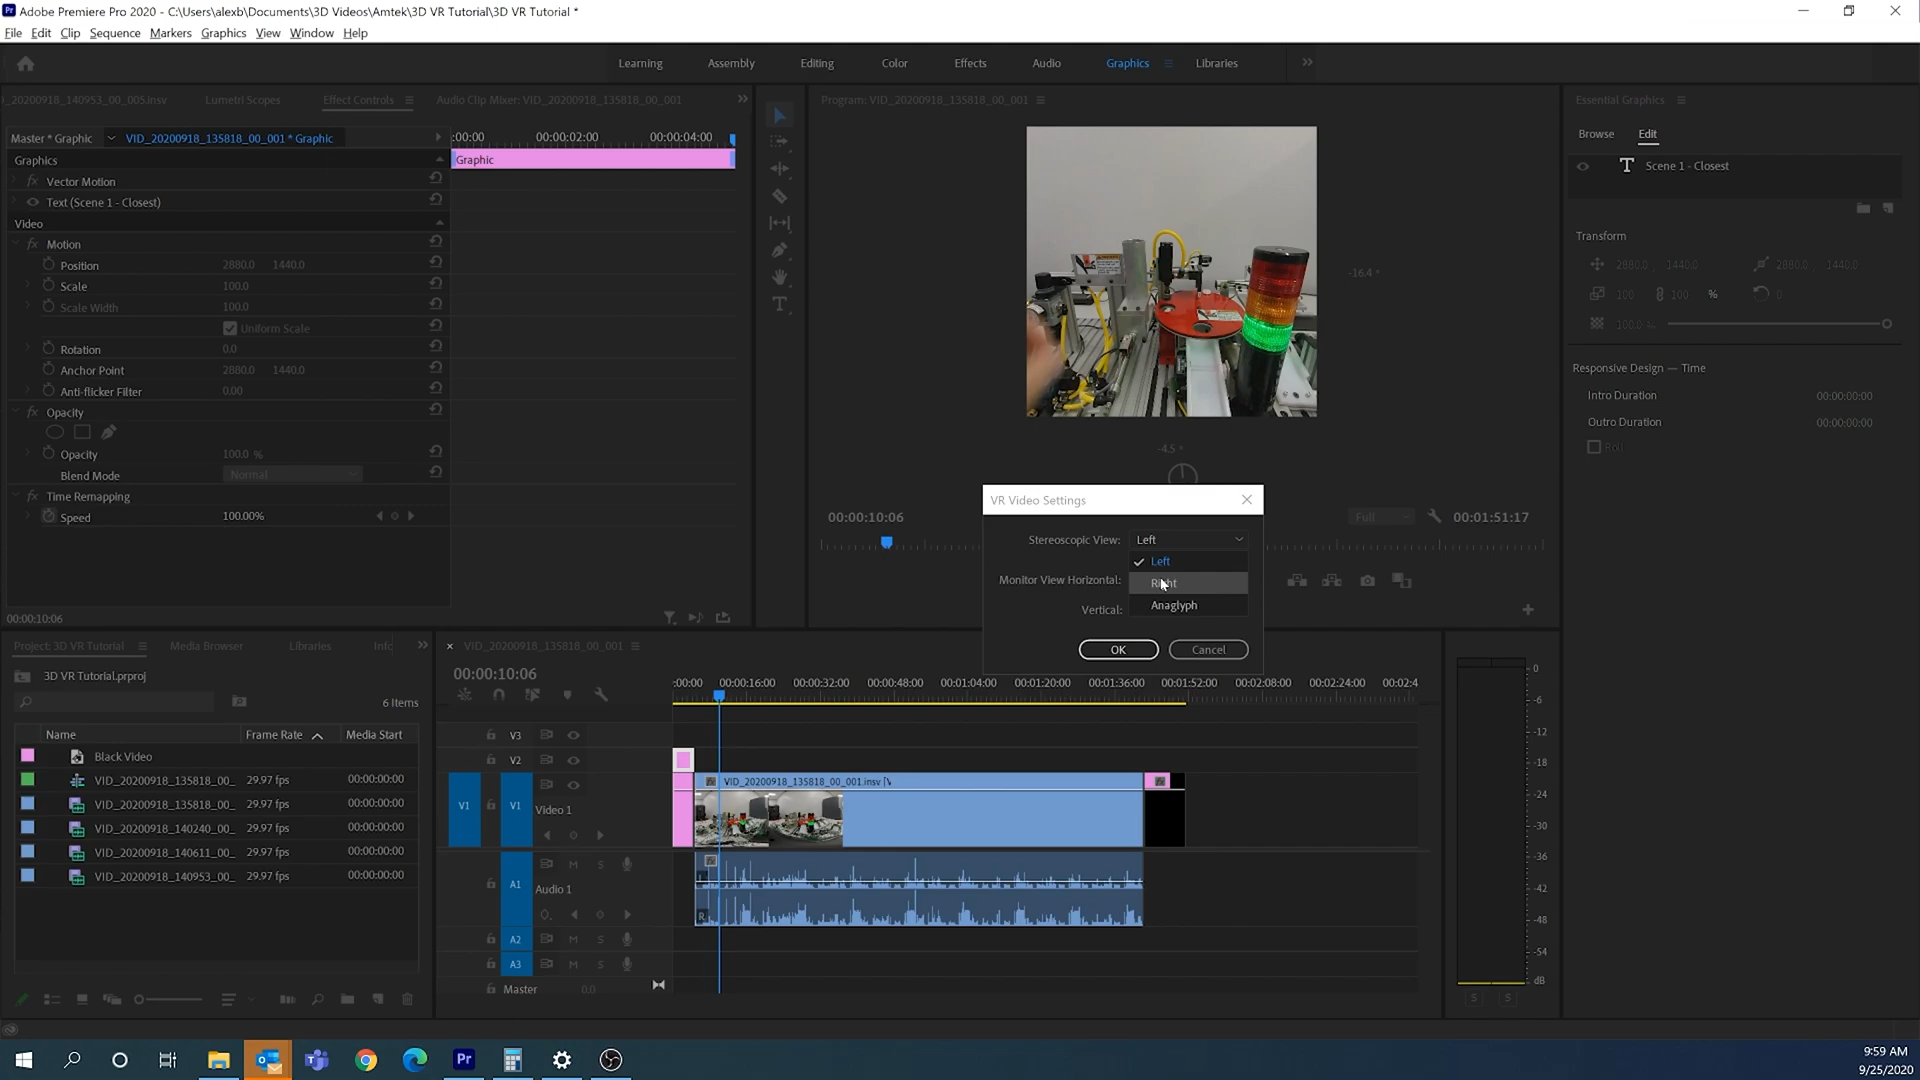 Adobe Premiere Pro 2020 - C:\Users\alexb\Documents\3D Videos\Amtek\3D VR Tutorial\3D VR Tutorial *
File Edit Clip Sequence Markers Graphics View Window Help
Learning Assembly Editing Color Effects Audio Graphics Libraries
_20200918_140953_00_005.insv Lumetri Scopes Effect Controls Audio Clip Mixer: VID_20200918_135818_00_001
Program: VID_20200918_135818_00_001
Essential Graphics
Browse Edit
Scene 1 - Closest
Transform
2880.0 , 1440.0 2880.0 , 1440.0
100 100 % 0
100.0 %
Responsive Design — Time
Intro Duration 00:00:00:00
Outro Duration 00:00:00:00
Roll
Master * Graphic VID_20200918_135818_00_001 * Graphic
:00:00 00:00:02:00 00:00:04:00
Graphic
Graphics
fx Vector Motion
Text (Scene 1 - Closest)
Video
fx Motion
Position 2880.0 1440.0
Scale 100.0
Scale Width 100.0
Uniform Scale
Rotation 0.0
Anchor Point 2880.0 1440.0
Anti-flicker Filter 0.00
fx Opacity
Opacity 100.0 %
Blend Mode Normal
Time Remapping
Speed 100.00%
00:00:10:06
-16.4 °
-4.5 °
00:00:10:06 Full 00:01:51:17
VR Video Settings
Stereoscopic View: Left
Left
Right
Anaglyph
Monitor View Horizontal:
Vertical:
OK Cancel
Project: 3D VR Tutorial Media Browser Libraries Info
3D VR Tutorial.prproj
6 Items
Name Frame Rate Media Start
Black Video
VID_20200918_135818_00_ 29.97 fps 00:00:00:00
VID_20200918_135818_00_ 29.97 fps 00:00:00:00
VID_20200918_140240_00_ 29.97 fps 00:00:00:00
VID_20200918_140611_00_ 29.97 fps 00:00:00:00
VID_20200918_140953_00_ 29.97 fps 00:00:00:00
VID_20200918_135818_00_001
00:00:10:06
:00:00 00:00:16:00 00:00:32:00 00:00:48:00 00:01:04:00 00:01:20:00 00:01:36:00 00:01:52:00 00:02:08:00 00:02:24:00 00:02:4
V3
V2
V1 V1 Video 1
VID_20200918_135818_00_001.insv [V
A1 M S
Audio 1
L
R
A2 M S
A3 M S
Master 0.0
0
-6
-12
-18
-24
-30
-36
-42
-48
-54
dB
S S
Pr
9:59 AM
9/25/2020